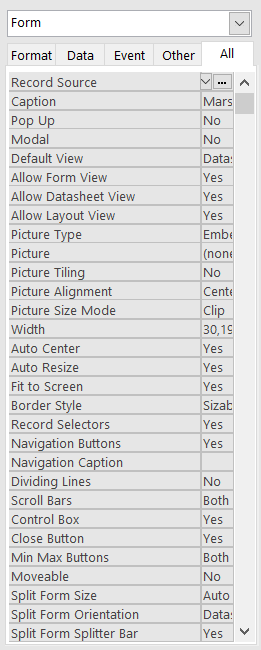 Form
Format Data Event Other All
Record Source ...
Caption Mars
Pop Up No
Modal No
Default View Datas
Allow Form View Yes
Allow Datasheet View Yes
Allow Layout View Yes
Picture Type Embe
Picture (none
Picture Tiling No
Picture Alignment Cente
Picture Size Mode Clip
Width 30,19
Auto Center Yes
Auto Resize Yes
Fit to Screen Yes
Border Style Sizab
Record Selectors Yes
Navigation Buttons Yes
Navigation Caption
Dividing Lines No
Scroll Bars Both
Control Box Yes
Close Button Yes
Min Max Buttons Both
Moveable No
Split Form Size Auto
Split Form Orientation Datas
Split Form Splitter Bar Yes